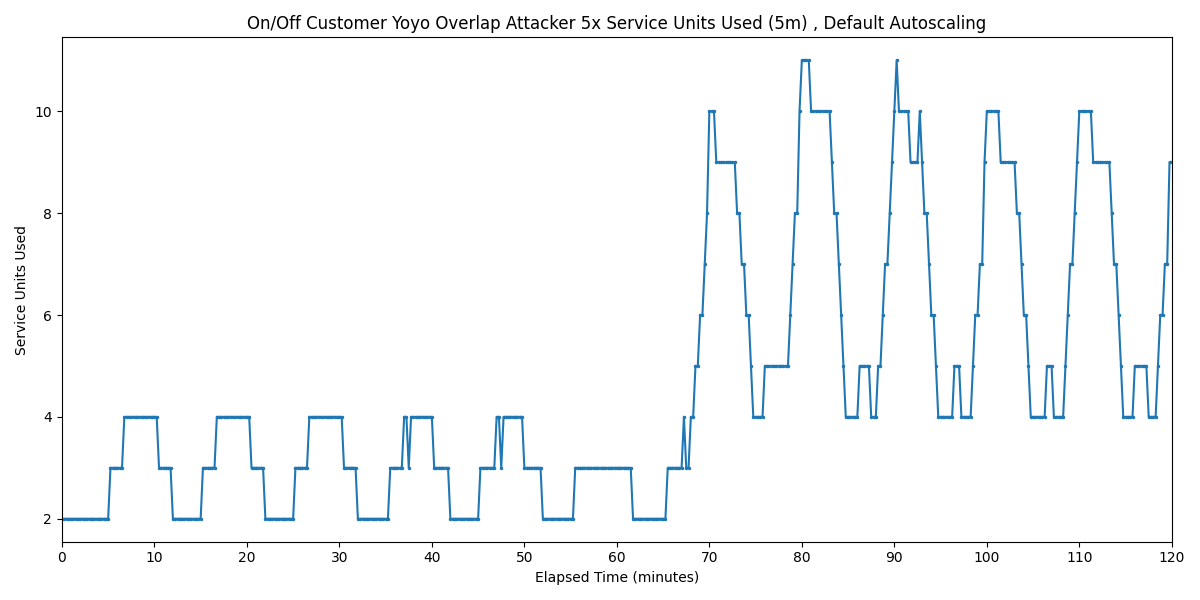 On/Off Customer Yoyo Overlap Attacker 5x Service Units Used (5m) , Default Autoscaling
Service Units Used
10
8
6
4
2
0 10 20 30 40 50 60 70 80 90 100 110 120
Elapsed Time (minutes)